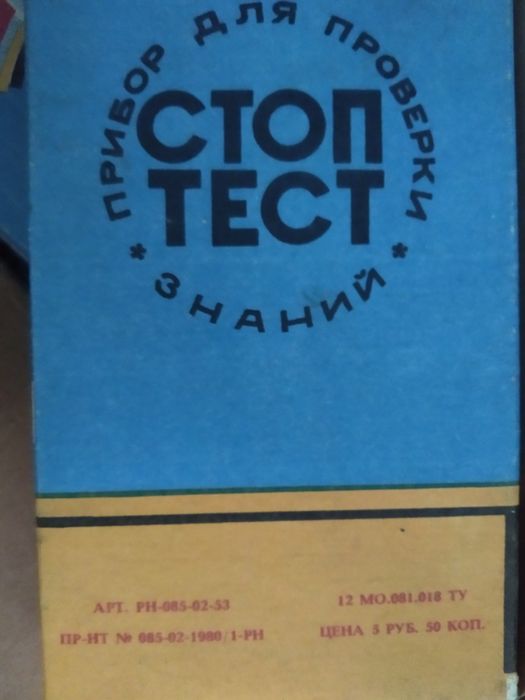 ПРИБОР ДЛЯ ПРОВЕРКИ
СТОП
ТЕСТ
* ЗНАНИЙ *
АРТ. РН-085-02-53
12 МО.081.018 ТУ
ПР-НТ № 085-02-1980/1-РН
ЦЕНА 5 РУБ. 50 КОП.